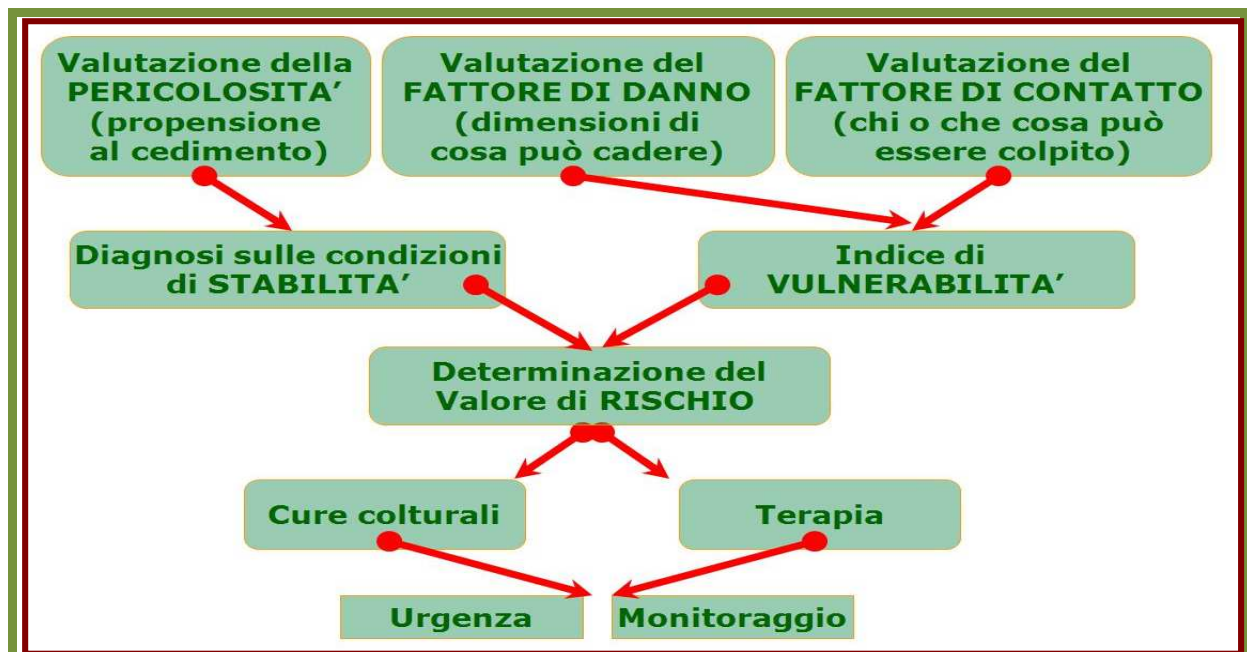 Valutazione della
PERICOLOSITA’
(propensione
al cedimento)
Valutazione del
FATTORE DI DANNO
(dimensioni di
cosa può cadere)
Valutazione del
FATTORE DI CONTATTO
(chi o che cosa può
essere colpito)
Diagnosi sulle condizioni
di STABILITA’
Indice di
VULNERABILITA’
Determinazione del
Valore di RISCHIO
Cure colturali
Terapia
Urgenza
Monitoraggio